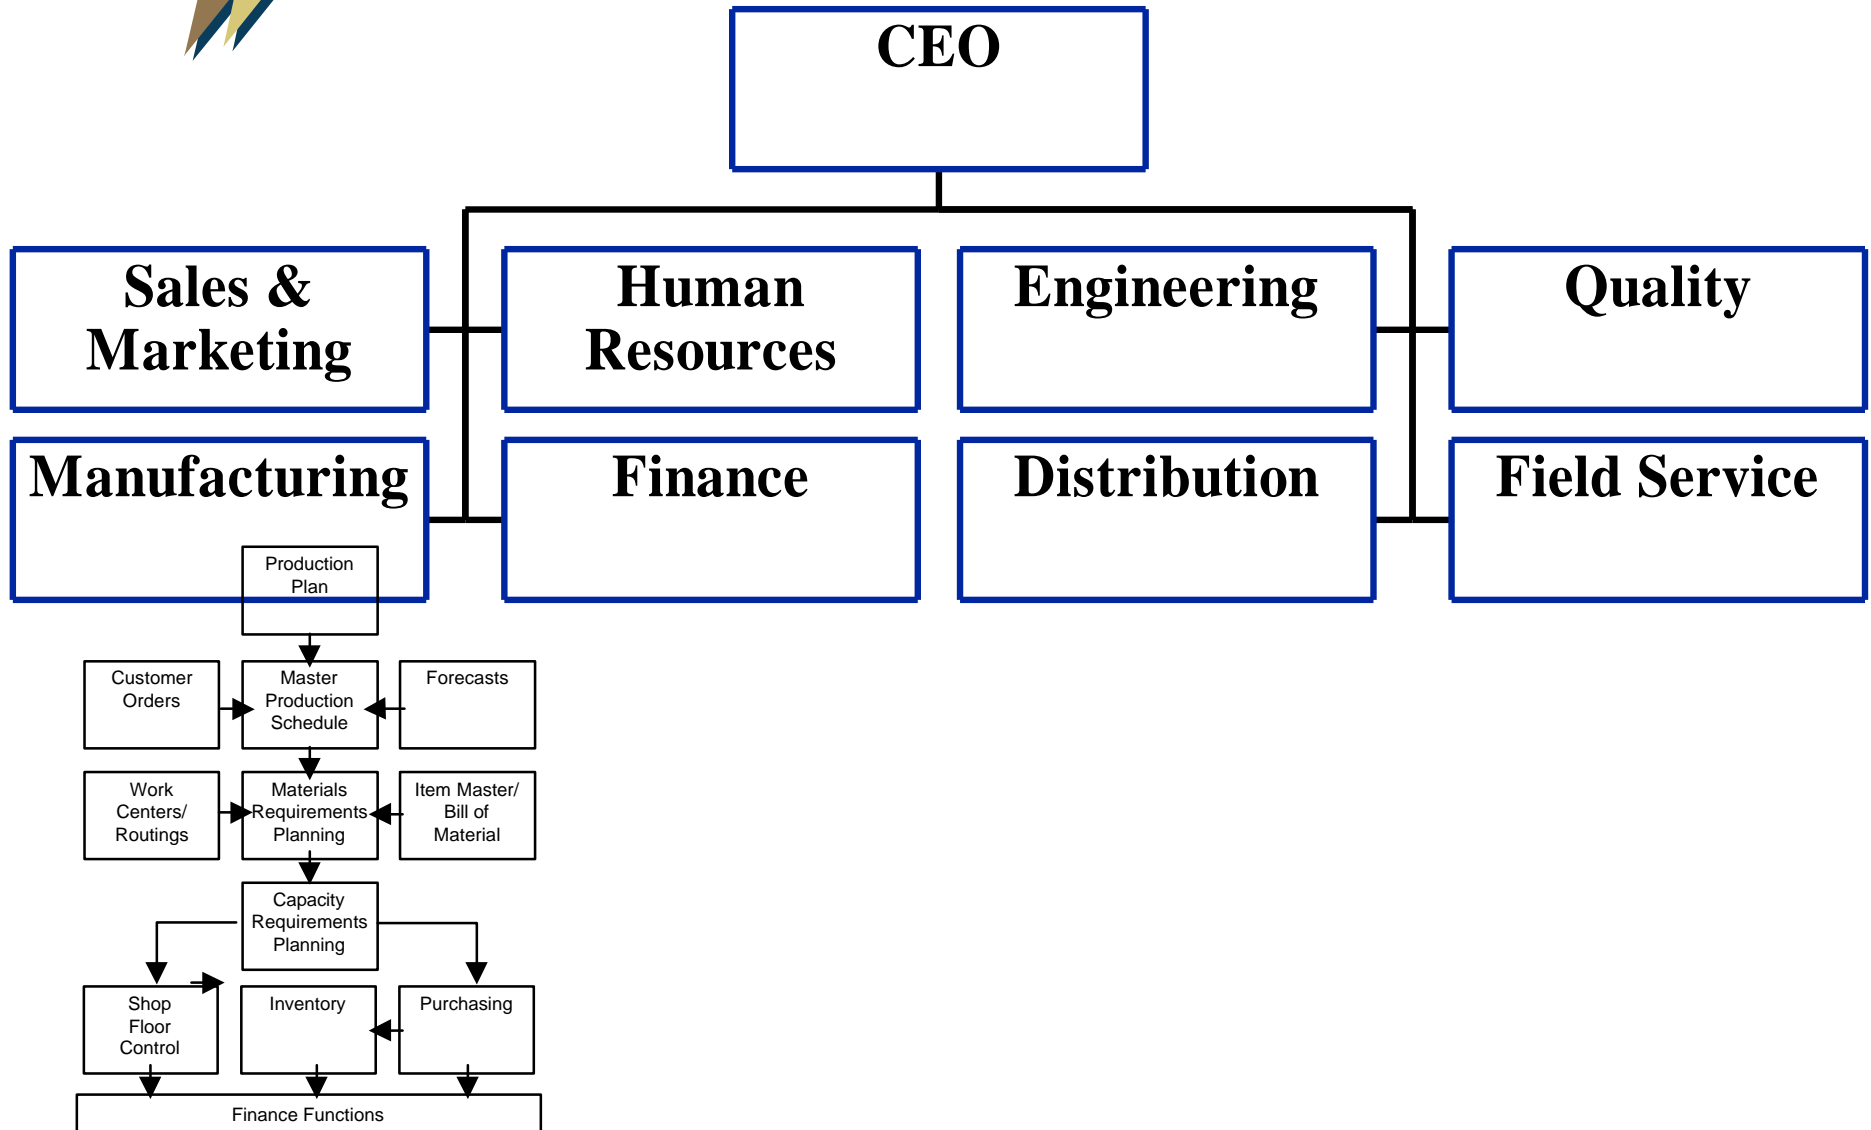 CEO
Sales &
Marketing
Human
Resources
Engineering
Quality
Manufacturing
Finance
Distribution
Field Service
Production
Plan
Customer
Orders
Master
Production
Schedule
Forecasts
Work
Centers/
Routings
Materials
Requirements
Planning
Item Master/
Bill of
Material
Capacity
Requirements
Planning
Shop
Floor
Control
Inventory
Purchasing
Finance Functions